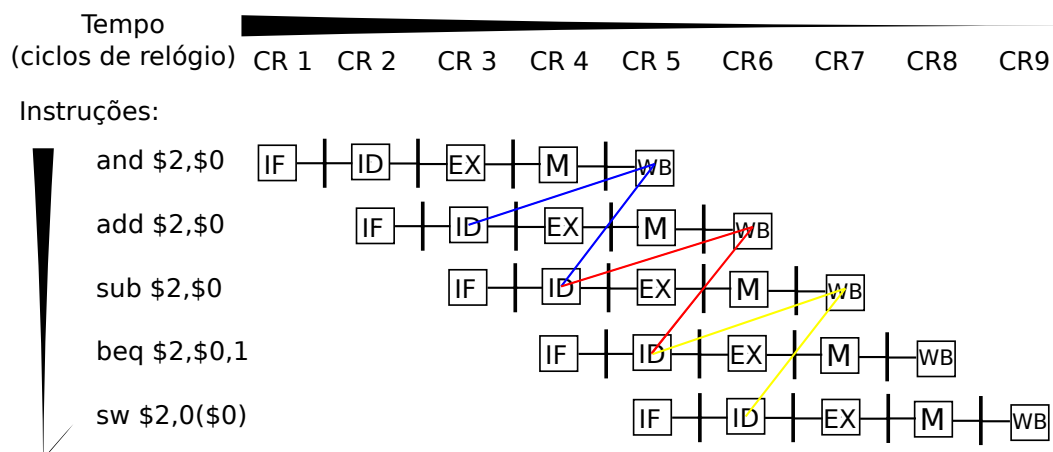 Tempo
(ciclos de relógio) CR 1 CR 2 CR 3 CR 4 CR 5 CR6 CR7 CR8 CR9
Instruções:
and $2,$0 IF ID EX M WB
add $2,$0 IF ID EX M WB
sub $2,$0 IF ID EX M WB
beq $2,$0,1 IF ID EX M WB
sw $2,0($0) IF ID EX M WB